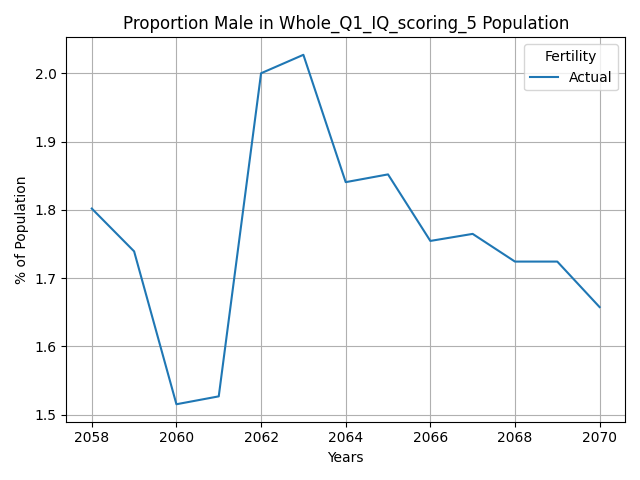 Proportion Male in Whole_Q1_IQ_scoring_5 Population
Fertility
Actual
% of Population
2.0
1.9
1.8
1.7
1.6
1.5
2058 2060 2062 2064 2066 2068 2070
Years